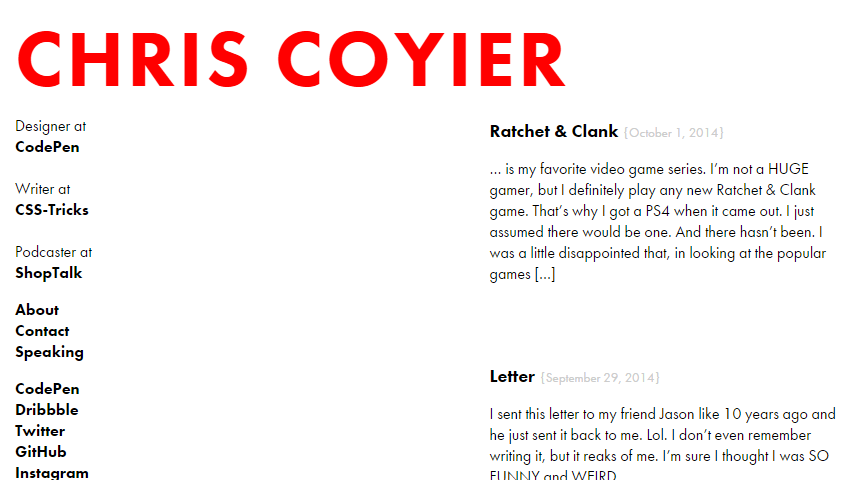 CHRIS COYIER
Designer at
CodePen
Writer at
CSS-Tricks
Podcaster at
ShopTalk
About
Contact
Speaking
CodePen
Dribbble
Twitter
GitHub
Instagram
Ratchet & Clank {October 1, 2014}
... is my favorite video game series. I'm not a HUGE
gamer, but I definitely play any new Ratchet & Clank
game. That's why I got a PS4 when it came out. I just
assumed there would be one. And there hasn't been. I
was a little disappointed that, in looking at the popular
games [...]
Letter {September 29, 2014}
I sent this letter to my friend Jason like 10 years ago and
he just sent it back to me. Lol. I don't even remember
writing it, but it reaks of me. I'm sure I thought I was SO
FUNNY and WEIRD